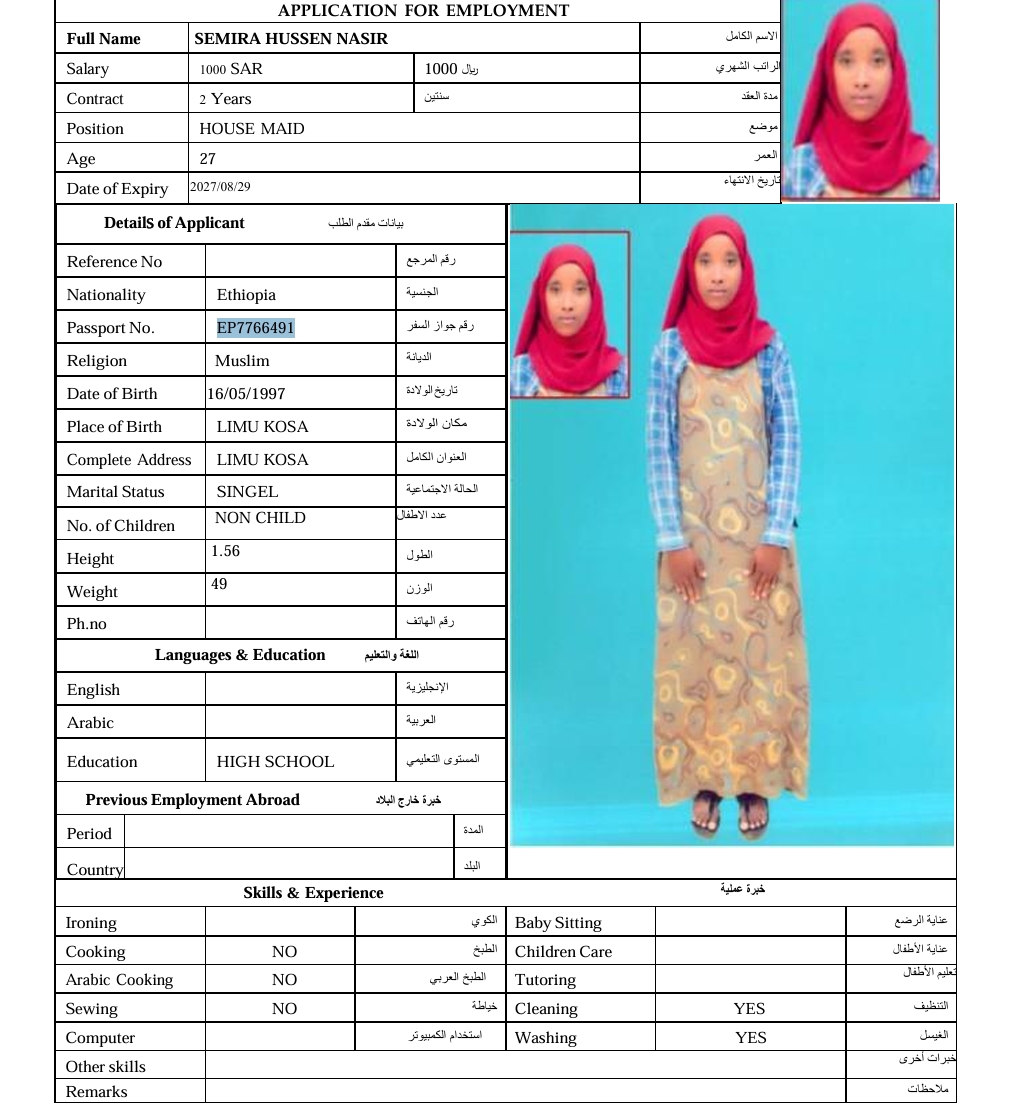 APPLICATION FOR EMPLOYMENT
Full Name SEMIRA HUSSEN NASIR الاسم الكامل
Salary 1000 SAR 1000 ريال الراتب الشهري
Contract 2 Years سنتين مدة العقد
Position HOUSE MAID موضع
Age 27 العمر
Date of Expiry 2027/08/29 تاريخ الانتهاء
Details of Applicant بيانات مقدم الطلب
Reference No رقم المرجع
Nationality Ethiopia الجنسية
Passport No. EP7766491 رقم جواز السفر
Religion Muslim الديانة
Date of Birth 16/05/1997 تاريخ الولادة
Place of Birth LIMU KOSA مكان الولادة
Complete Address LIMU KOSA العنوان الكامل
Marital Status SINGEL الحالة الاجتماعية
No. of Children NON CHILD عدد الاطفال
Height 1.56 الطول
Weight 49 الوزن
Ph.no رقم الهاتف
Languages & Education اللغة والتعليم
English الإنجليزية
Arabic العربية
Education HIGH SCHOOL المستوى التعليمي
Previous Employment Abroad خبرة خارج البلاد
Period المدة
Country البلد
Skills & Experience خبرة عملية
Ironing الكوي Baby Sitting عناية الرضع
Cooking NO الطبخ Children Care عناية الأطفال
Arabic Cooking NO الطبخ العربي Tutoring تعليم الأطفال
Sewing NO خياطة Cleaning YES التنظيف
Computer استخدام الكمبيوتر Washing YES الغيسل
Other skills خبرات أخرى
Remarks ملاحظات